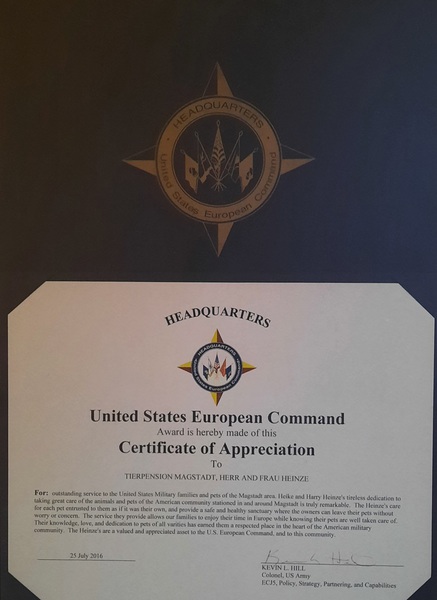 HEADQUARTERS
United States European Command
HEADQUARTERS
HEADQUARTERS
United States European Command
United States European Command
Award is hereby made of this
Certificate of Appreciation
To
TIERPENSION MAGSTADT, HERR AND FRAU HEINZE
For: outstanding service to the United States Military families and pets of the Magstadt area. Heike and Harry Heinze's tireless dedication to
taking great care of the animals and pets of the American community stationed in and around Magstadt is truly remarkable. The Heinze's care
for each pet entrusted to them as if it was their own, and provide a safe and healthy sanctuary where the owners can leave their pets without
worry or concern. The service they provide allows our families to enjoy their time in Europe while knowing their pets are well taken care of.
Their knowledge, love, and dedication to pets of all varities has earned them a respected place in the heart of the American military
community. The Heinze's are a valued and appreciated asset to the U.S. European Command, and to this community.
25 July 2016
KEVIN L. HILL
Colonel, US Army
ECJ5, Policy, Strategy, Partnering, and Capabilities